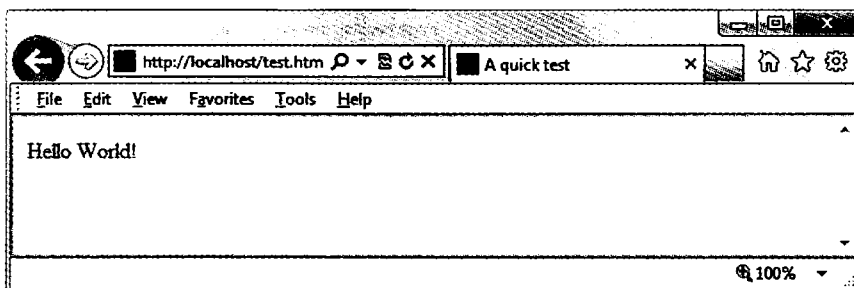 http://localhost/test.htm
A quick test
File Edit View Favorites Tools Help
Hello World!
100%